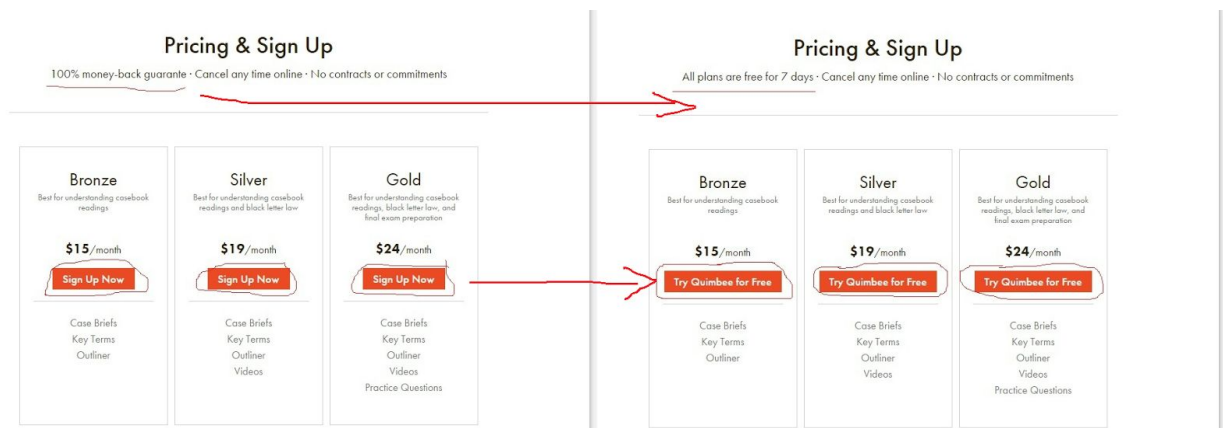 Pricing & Sign Up
100% money-back guarante · Cancel any time online · No contracts or commitments
Bronze
Best for understanding casebook
readings
$15/month
Sign Up Now
Case Briefs
Key Terms
Outliner
Silver
Best for understanding casebook
readings and black letter law
$19/month
Sign Up Now
Case Briefs
Key Terms
Outliner
Videos
Gold
Best for understanding casebook
readings, black letter law, and
final exam preparation
$24/month
Sign Up Now
Case Briefs
Key Terms
Outliner
Videos
Practice Questions
Pricing & Sign Up
All plans are free for 7 days · Cancel any time online · No contracts or commitments
Bronze
Best for understanding casebook
readings
$15/month
Try Quimbee for Free
Case Briefs
Key Terms
Outliner
Silver
Best for understanding casebook
readings and black letter law
$19/month
Try Quimbee for Free
Case Briefs
Key Terms
Outliner
Videos
Gold
Best for understanding casebook
readings, black letter law, and
final exam preparation
$24/month
Try Quimbee for Free
Case Briefs
Key Terms
Outliner
Videos
Practice Questions